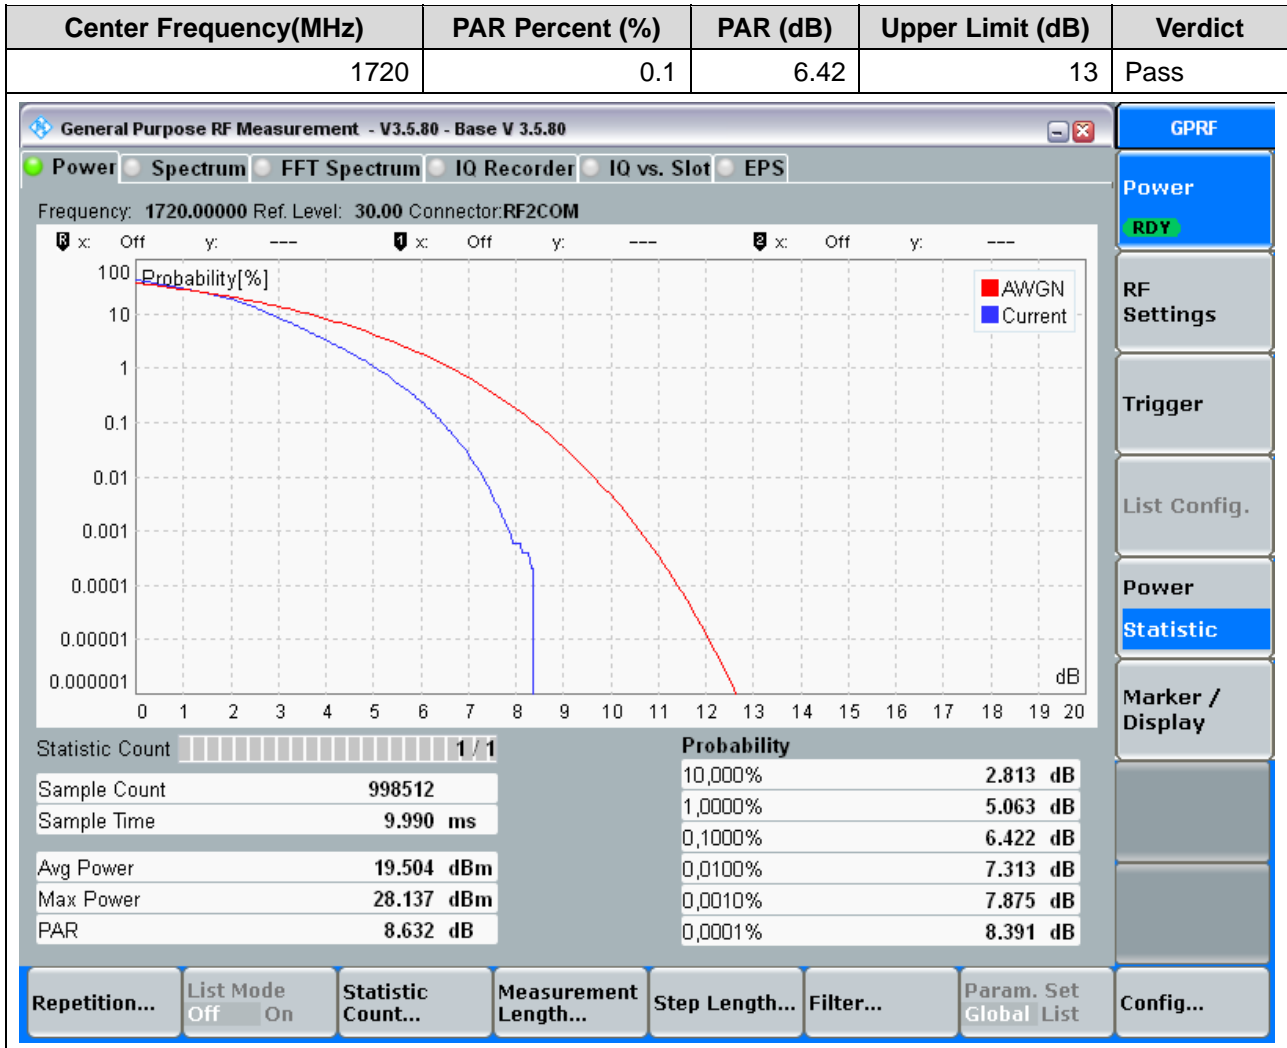 Center Frequency(MHz) PAR Percent (%) PAR (dB) Upper Limit (dB) Verdict
1720 0.1 6.42 13 Pass
General Purpose RF Measurement - V3.5.80 - Base V 3.5.80
GPRF
Power Spectrum FFT Spectrum IQ Recorder IQ vs. Slot EPS
Frequency: 1720.00000 Ref. Level: 30.00 Connector:RF2COM
R x: Off y: --- 1 x: Off y: --- 2 x: Off y: ---
Probability[%]
100
10
1
0.1
0.01
0.001
0.0001
0.00001
0.000001
AWGN
Current
dB
0 1 2 3 4 5 6 7 8 9 10 11 12 13 14 15 16 17 18 19 20
Statistic Count 1 / 1
Sample Count 998512
Sample Time 9.990 ms
Avg Power 19.504 dBm
Max Power 28.137 dBm
PAR 8.632 dB
Probability
10,000% 2.813 dB
1,0000% 5.063 dB
0,1000% 6.422 dB
0,0100% 7.313 dB
0,0010% 7.875 dB
0,0001% 8.391 dB
Power
RDY
RF
Settings
Trigger
List Config.
Power
Statistic
Marker /
Display
Repetition...
List Mode
Off On
Statistic
Count...
Measurement
Length...
Step Length...
Filter...
Param. Set
Global List
Config...